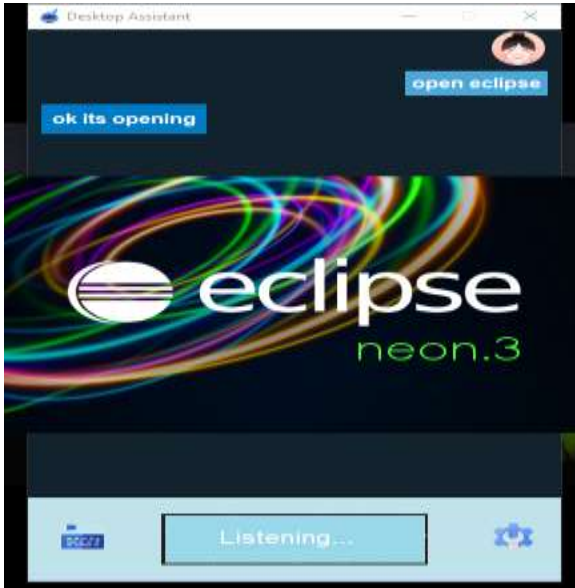 Desktop Assistant
open eclipse
ok its opening
eclipse
neon.3
Listening...